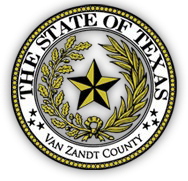 THE STATE OF TEXAS
VAN ZANDT COUNTY